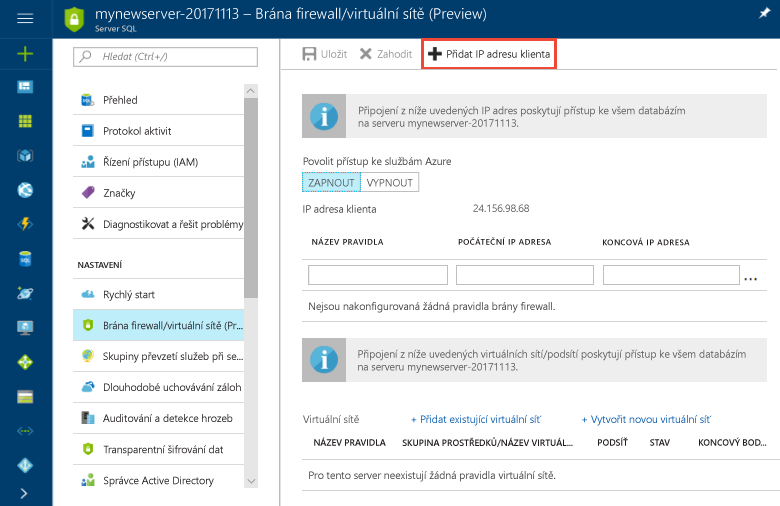 mynewserver-20171113 – Brána firewall/virtuální sítě (Preview)
Server SQL
Hledat (Ctrl+/)
Přehled
Protokol aktivit
Řízení přístupu (IAM)
Značky
Diagnostikovat a řešit problémy
NASTAVENÍ
Rychlý start
Brána firewall/virtuální sítě (Pr...
Skupiny převzetí služeb při se...
Dlouhodobé uchovávání záloh
Auditování a detekce hrozeb
Transparentní šifrování dat
Správce Active Directory
Uložit Zahodit Přidat IP adresu klienta
Připojení z níže uvedených IP adres poskytují přístup ke všem databázím
na serveru mynewserver-20171113.
Povolit přístup ke službám Azure
ZAPNOUT VYPNOUT
IP adresa klienta 24.156.98.68
NÁZEV PRAVIDLA POČÁTEČNÍ IP ADRESA KONCOVÁ IP ADRESA
...
Nejsou nakonfigurovaná žádná pravidla brány firewall.
Připojení z níže uvedených virtuálních sítí/podsítí poskytují přístup ke všem databázím
na serveru mynewserver-20171113.
Virtuální sítě + Přidat existující virtuální síť + Vytvořit novou virtuální síť
NÁZEV PRAVIDLA SKUPINA PROSTŘEDKŮ/NÁZEV VIRTUÁL... PODSÍŤ STAV KONCOVÝ BOD...
Pro tento server neexistují žádná pravidla virtuální sítě.